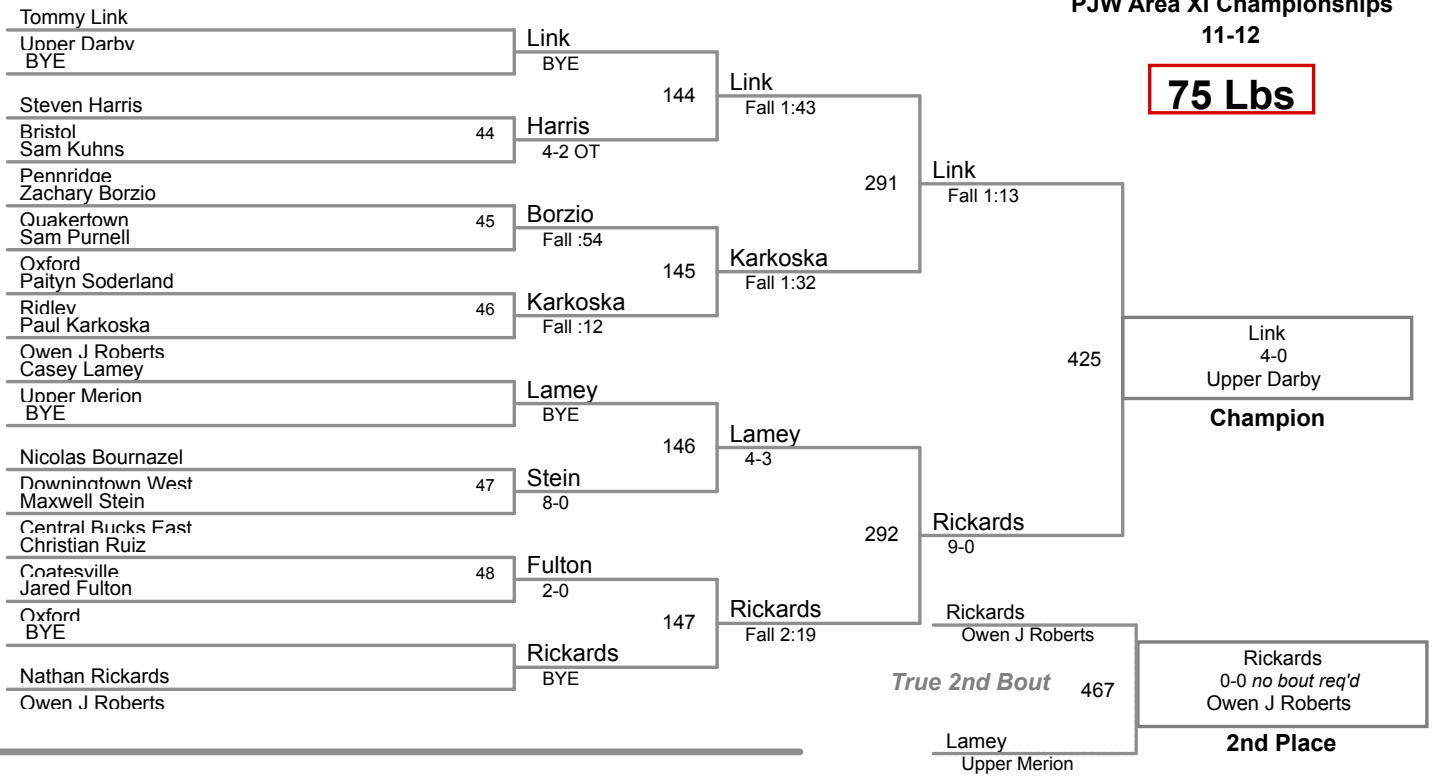 PJW Area XI Championships
11-12
75 Lbs
Tommy Link
Upper Darby
BYE
Steven Harris
Bristol
Sam Kuhns
Pennridge
Zachary Borzio
Quakertown
Sam Purnell
Oxford
Paityn Soderland
Ridley
Paul Karkoska
Owen J Roberts
Casey Lamey
Upper Merion
BYE
Nicolas Bournazel
Downingtown West
Maxwell Stein
Central Bucks East
Christian Ruiz
Coatesville
Jared Fulton
Oxford
BYE
Nathan Rickards
Owen J Roberts
44
45
46
47
48
Link
BYE
Harris
4-2 OT
Borzio
Fall :54
Karkoska
Fall :12
Lamey
BYE
Stein
8-0
Fulton
2-0
Rickards
BYE
144
145
146
147
Link
Fall 1:43
Karkoska
Fall 1:32
Lamey
4-3
Rickards
Fall 2:19
291
292
Link
Fall 1:13
Rickards
9-0
425
Link
4-0
Upper Darby
Champion
Rickards
Owen J Roberts
True 2nd Bout
467
Lamey
Upper Merion
Rickards
0-0 no bout req'd
Owen J Roberts
2nd Place